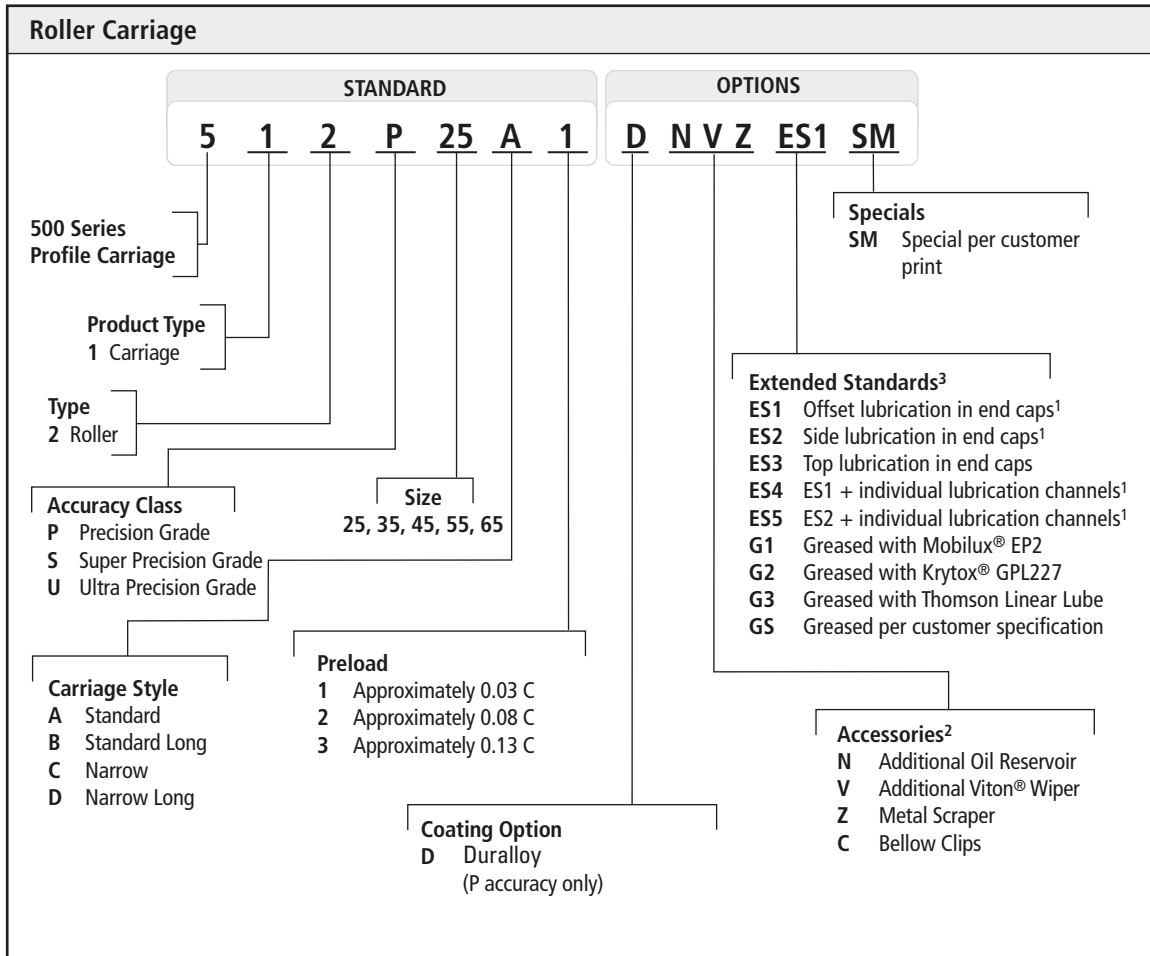 Roller Carriage
STANDARD
OPTIONS
5 1 2 P 25 A 1 D N V Z ES1 SM
500 Series
Profile Carriage
Product Type
1 Carriage
Type
2 Roller
Accuracy Class
P Precision Grade
S Super Precision Grade
U Ultra Precision Grade
Size
25, 35, 45, 55, 65
Carriage Style
A Standard
B Standard Long
C Narrow
D Narrow Long
Preload
1 Approximately 0.03 C
2 Approximately 0.08 C
3 Approximately 0.13 C
Coating Option
D Duralloy
(P accuracy only)
Specials
SM Special per customer
print
Extended Standards³
ES1 Offset lubrication in end caps¹
ES2 Side lubrication in end caps¹
ES3 Top lubrication in end caps
ES4 ES1 + individual lubrication channels¹
ES5 ES2 + individual lubrication channels¹
G1 Greased with Mobilux® EP2
G2 Greased with Krytox® GPL227
G3 Greased with Thomson Linear Lube
GS Greased per customer specification
Accessories²
N Additional Oil Reservoir
V Additional Viton® Wiper
Z Metal Scraper
C Bellow Clips